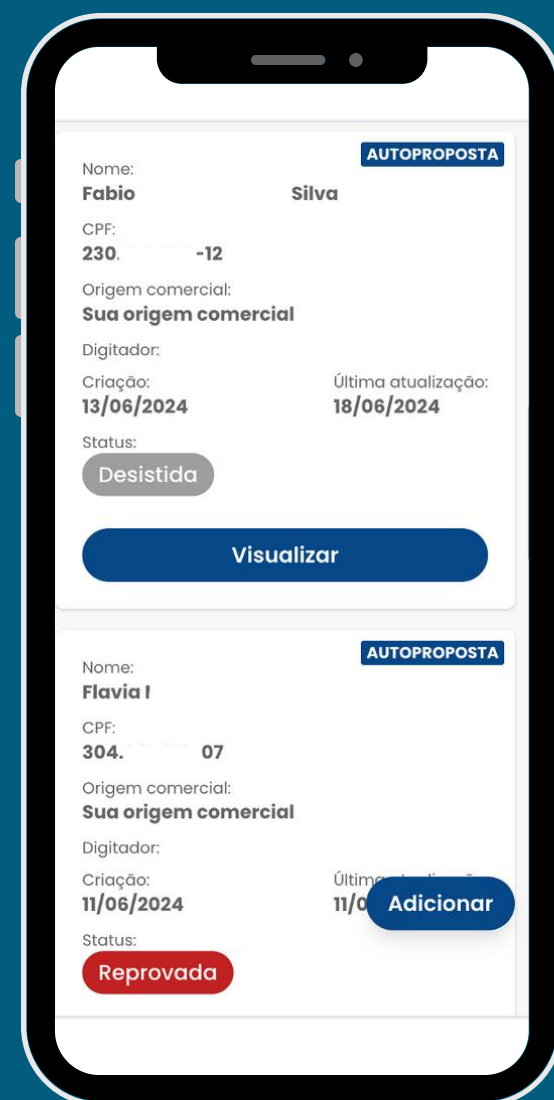 AUTOPROPOSTA
Nome:
Fabio Silva
CPF:
230. -12
Origem comercial:
Sua origem comercial
Digitador:
Criação: Última atualização:
13/06/2024 18/06/2024
Status:
Desistida
Visualizar
AUTOPROPOSTA
Nome:
Flavia
CPF:
304. 07
Origem comercial:
Sua origem comercial
Digitador:
Criação:
11/06/2024 11/0
Adicionar
Status:
Reprovada